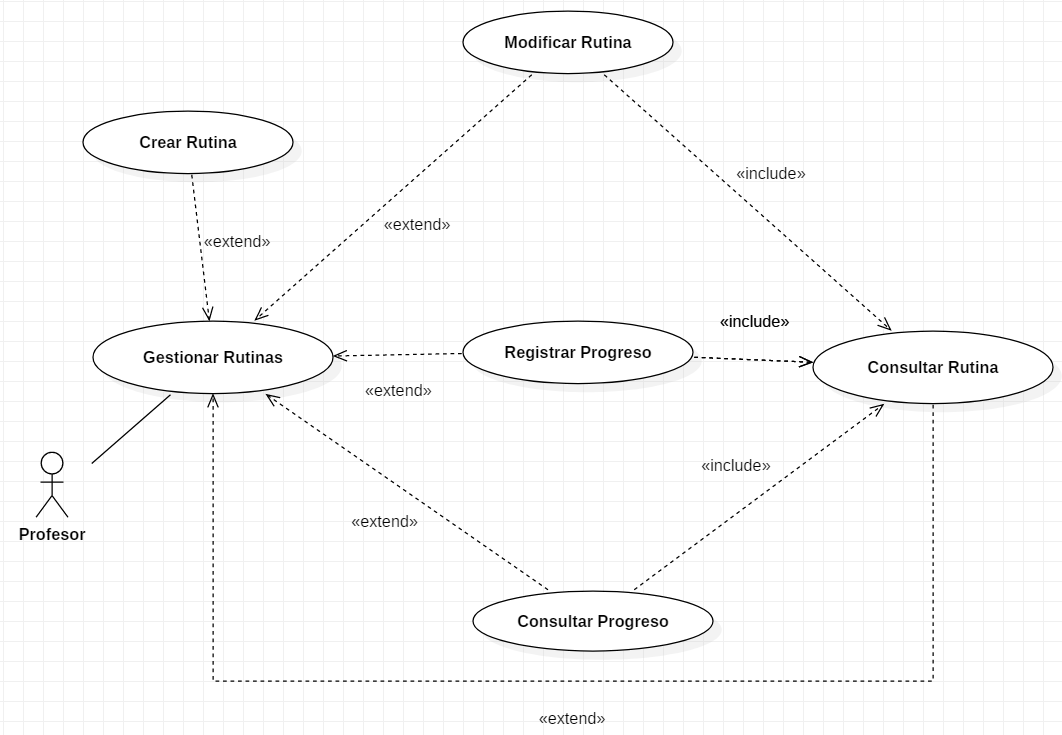 Modificar Rutina
Crear Rutina
«include»
«extend»
«extend»
«include»
Gestionar Rutinas
Registrar Progreso
Consultar Rutina
«extend»
«include»
«extend»
Profesor
Consultar Progreso
«extend»